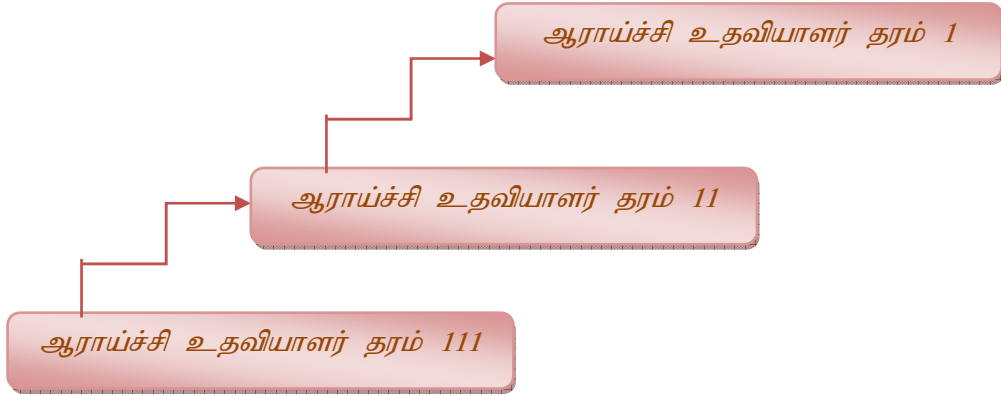 ஆராய்ச்சி உதவியாளர் தரம் 1
ஆராய்ச்சி உதவியாளர் தரம் 11
ஆராய்ச்சி உதவியாளர் தரம் 111